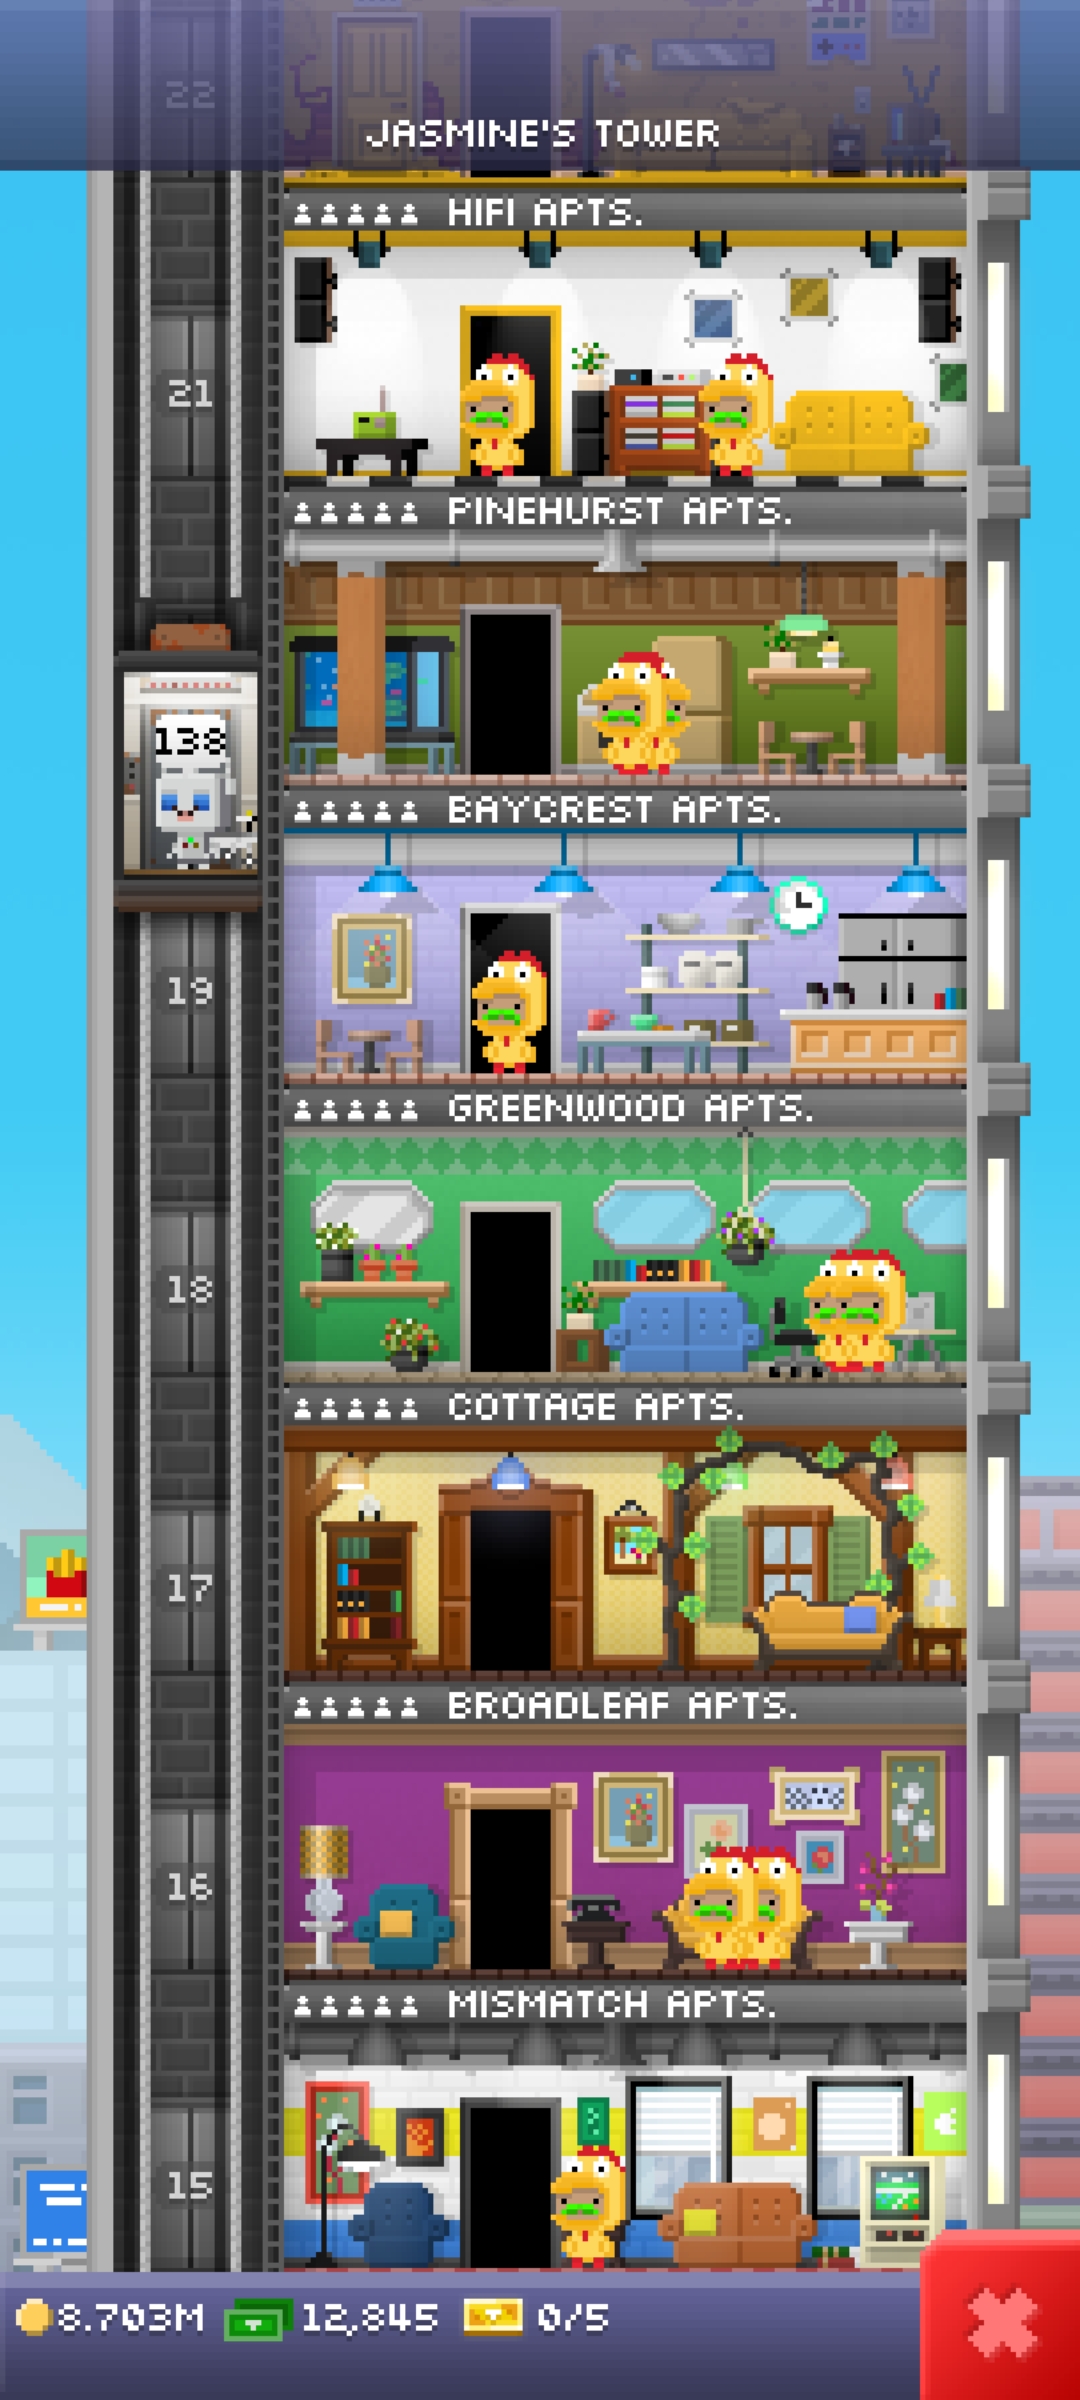 22
JASMINE'S TOWER
HIFI APTS.
21
PINEHURST APTS.
138
BAYCREST APTS.
19
GREENWOOD APTS.
18
COTTAGE APTS.
17
BROADLEAF APTS.
16
MISMATCH APTS.
15
8.703M 12,845 0/5